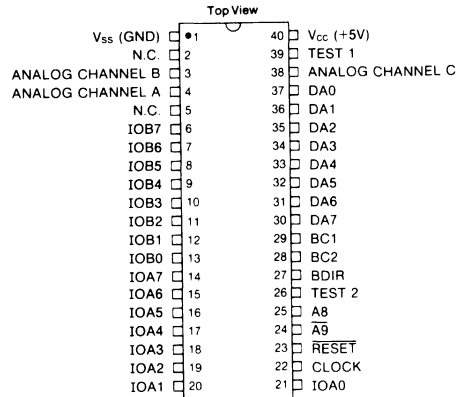 Top View
Vss (GND) 1 40 Vcc (+5V)
N.C. 2 39 TEST 1
ANALOG CHANNEL B 3 38 ANALOG CHANNEL C
ANALOG CHANNEL A 4 37 DA0
N.C. 5 36 DA1
IOB7 6 35 DA2
IOB6 7 34 DA3
IOB5 8 33 DA4
IOB4 9 32 DA5
IOB3 10 31 DA6
IOB2 11 30 DA7
IOB1 12 29 BC1
IOB0 13 28 BC2
IOA7 14 27 BDIR
IOA6 15 26 TEST 2
IOA5 16 25 A8
IOA4 17 24 A9
IOA3 18 23 RESET
IOA2 19 22 CLOCK
IOA1 20 21 IOA0